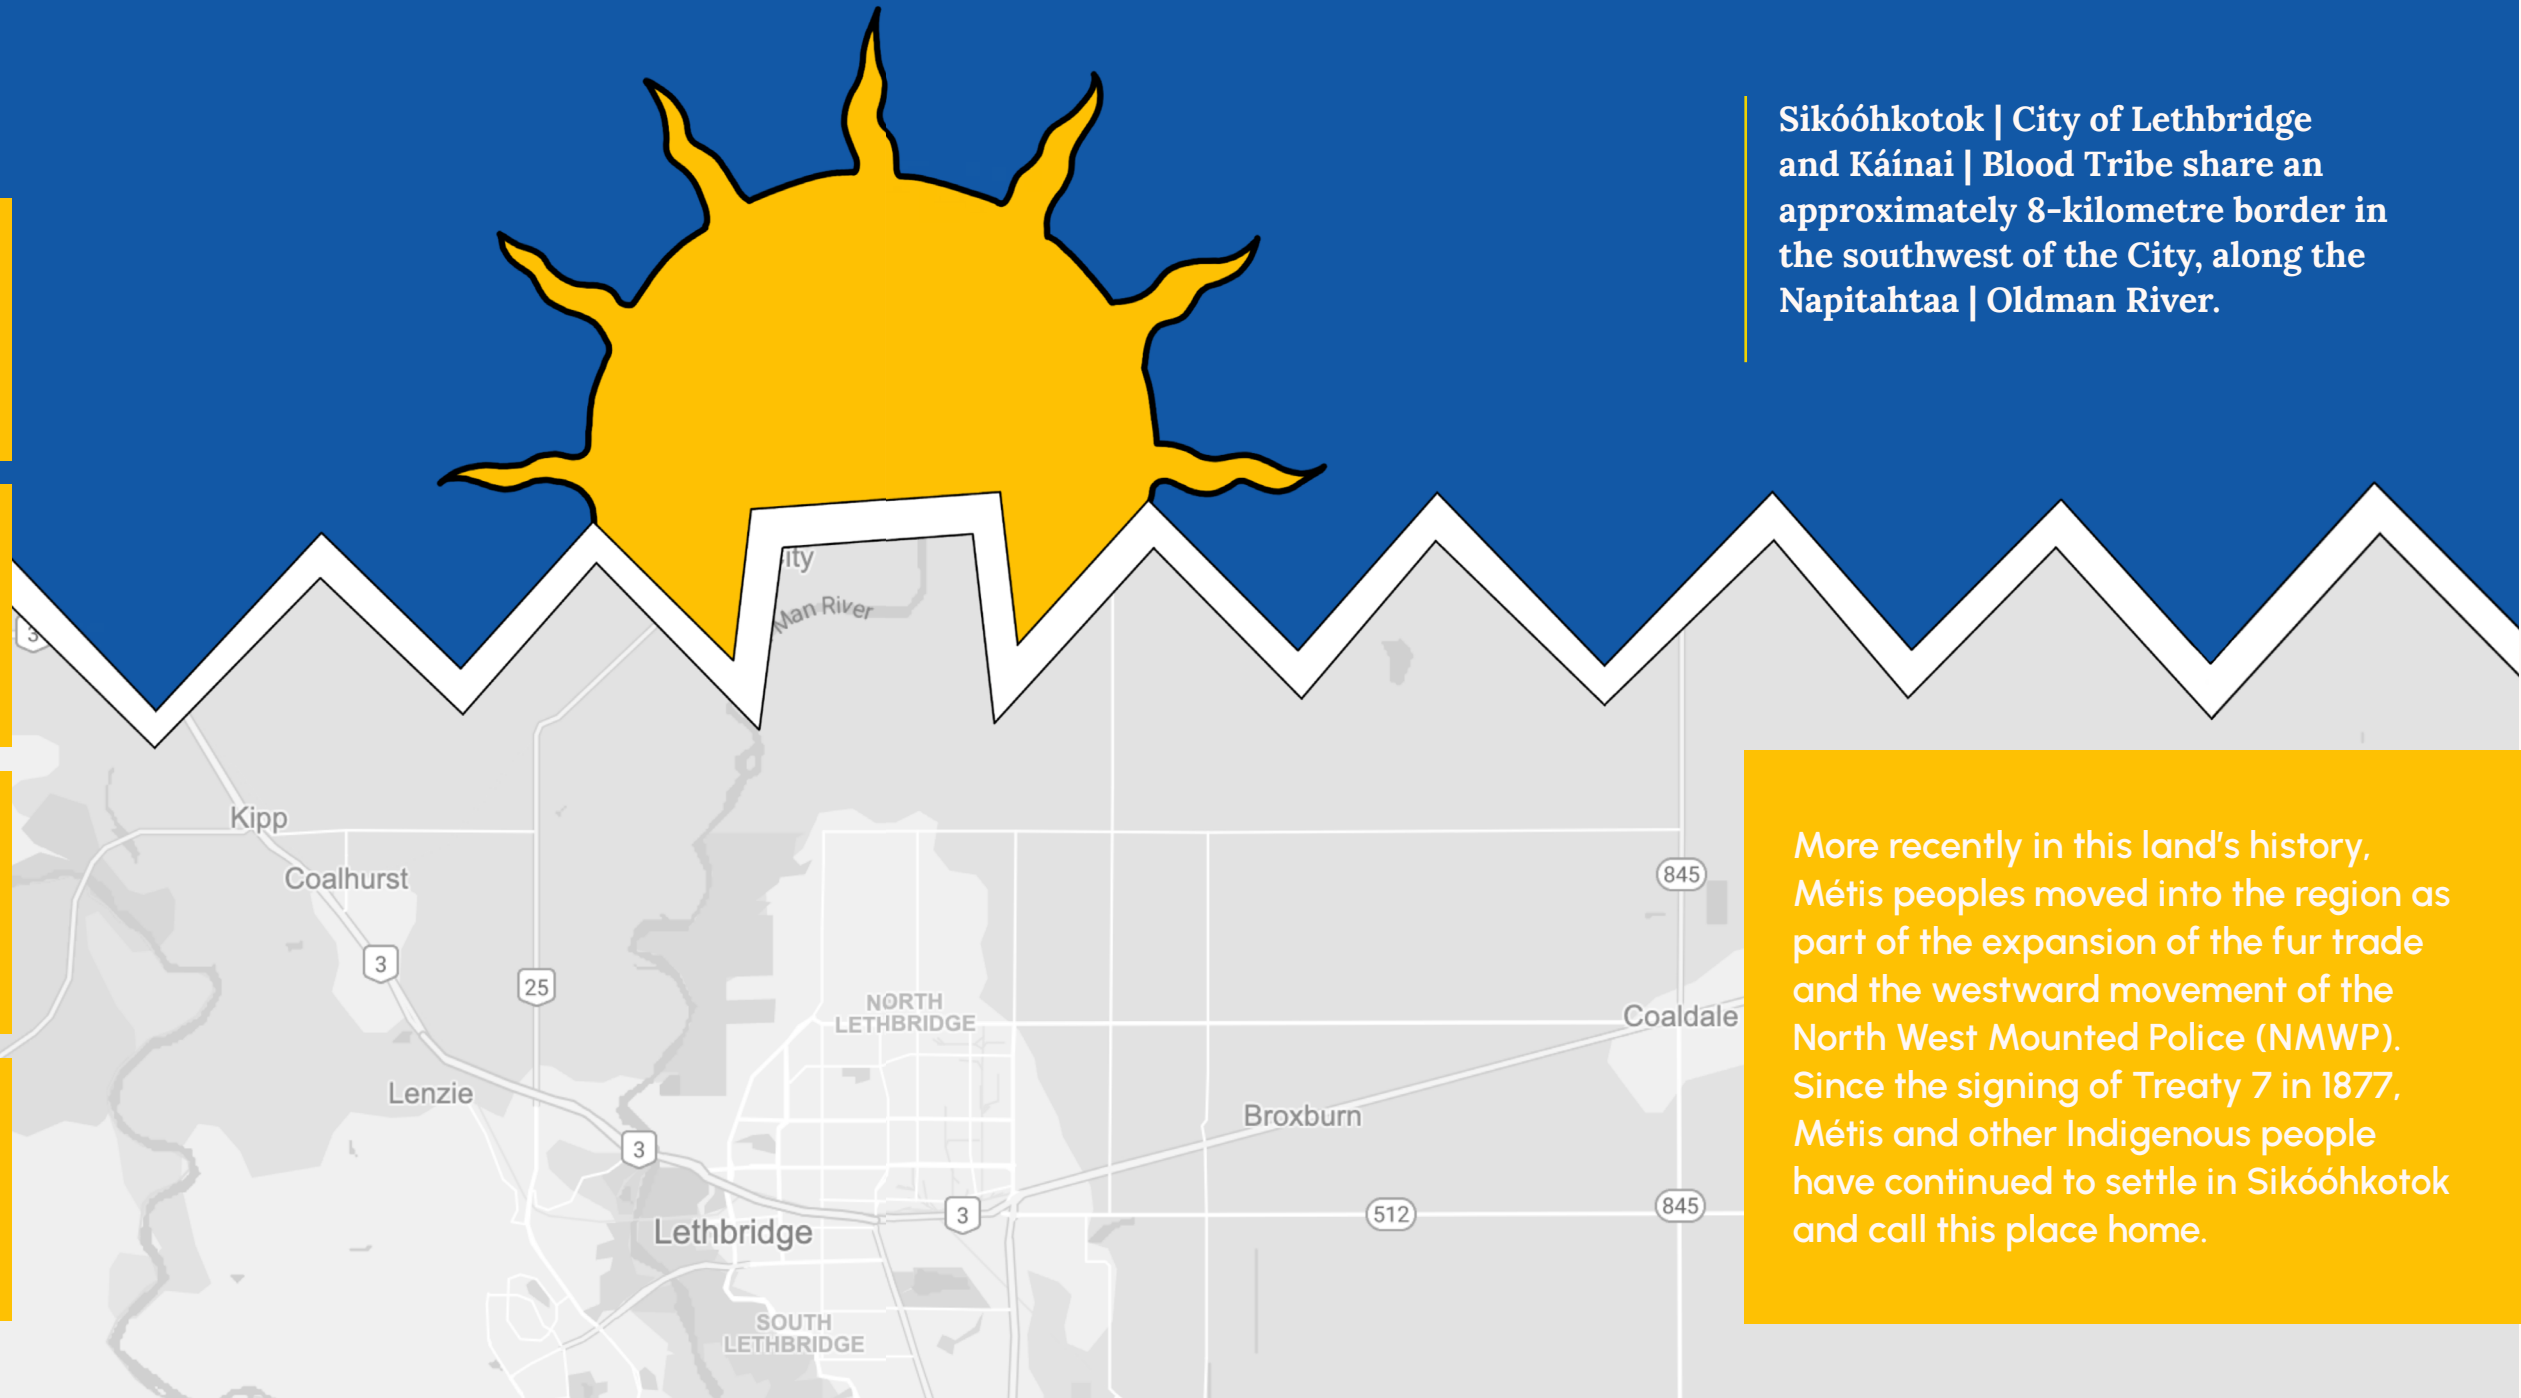 Sikóóhkotok | City of Lethbridge
and Káínai | Blood Tribe share an
approximately 8-kilometre border in
the southwest of the City, along the
Napitahtaa | Oldman River.
ity
Man River
3
Kipp
Coalhurst
3
25
845
NORTH
LETHBRIDGE
Coaldale
Lenzie
Broxburn
3
Lethbridge
3
512
845
SOUTH
LETHBRIDGE
More recently in this land's history,
Métis peoples moved into the region as
part of the expansion of the fur trade
and the westward movement of the
North West Mounted Police (NMWP).
Since the signing of Treaty 7 in 1877,
Métis and other Indigenous people
have continued to settle in Sikóóhkotok
and call this place home.